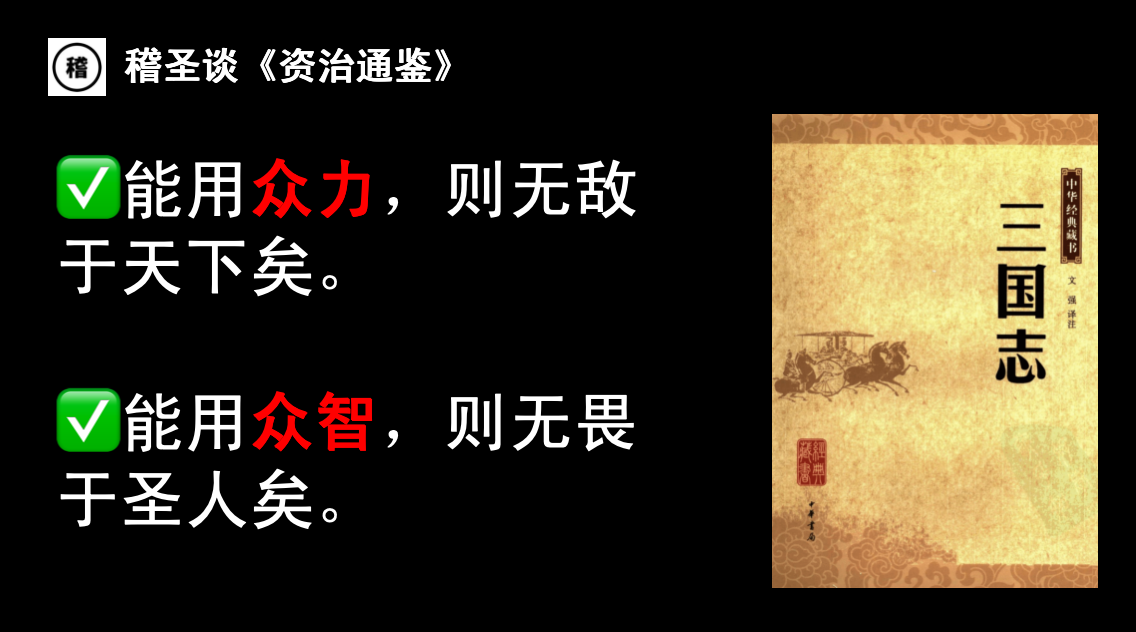 稽
稽圣谈《资治通鉴》
✅能用众力，则无敌
于天下矣。
✅能用众智，则无畏
于圣人矣。
中华经典藏书
三国志
文强 译注
經典
藏書
中华书局